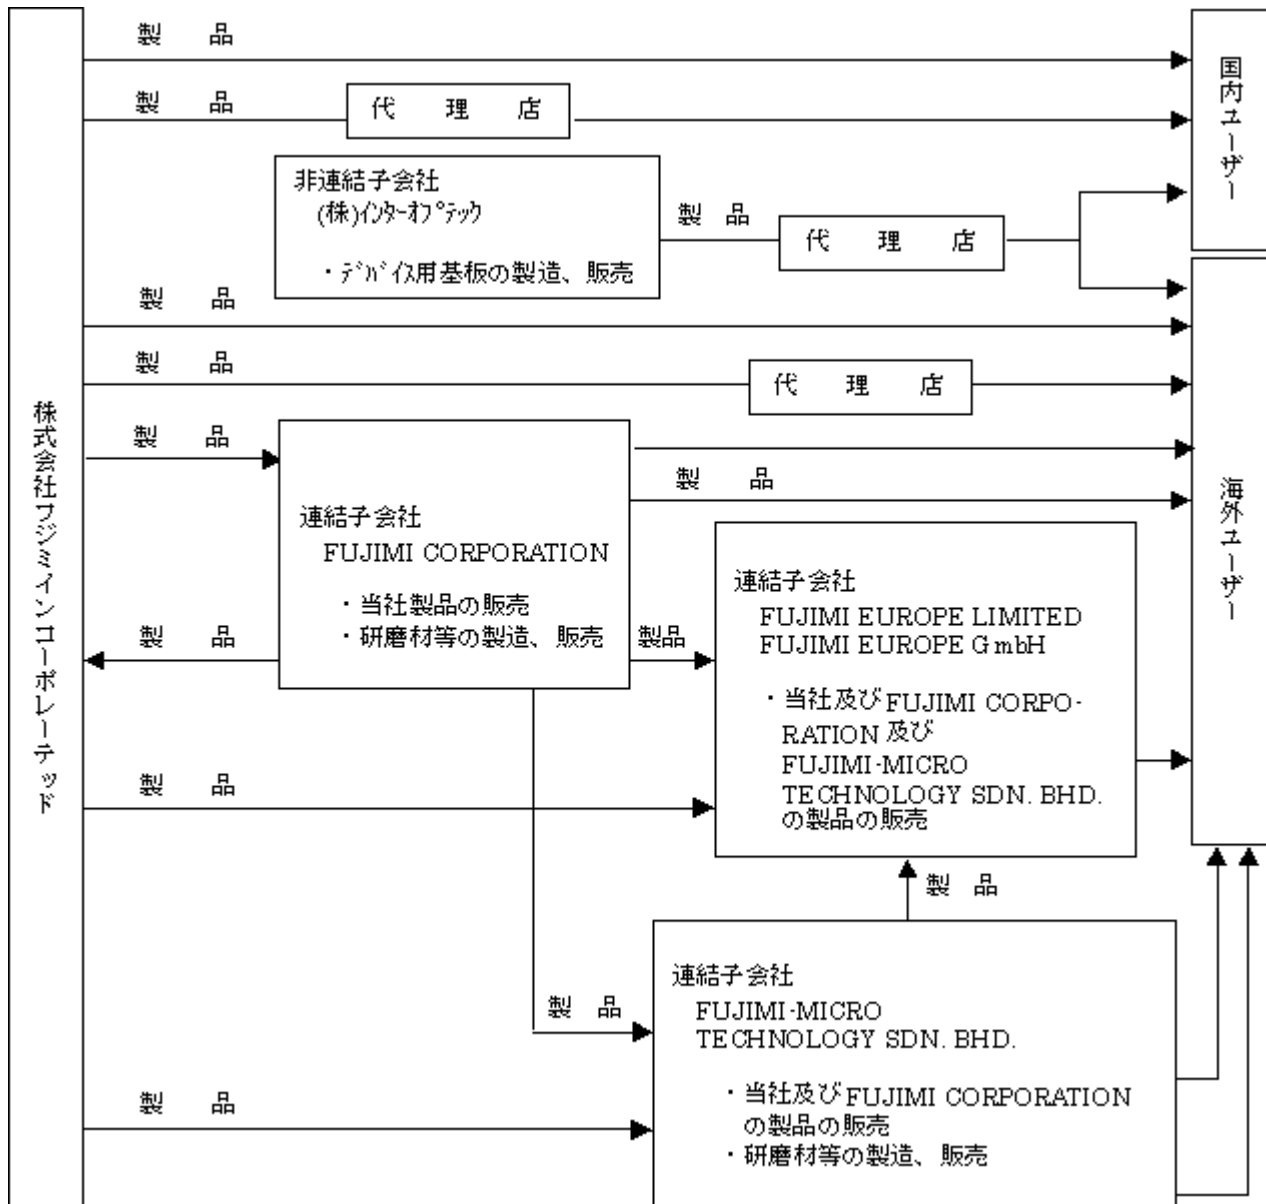 製 品
国内ユーザー
製 品
代 理 店
非連結子会社
(株)ｲﾝﾀｰｵﾌﾟﾃｯｸ
・ﾃﾞﾊﾞｲｽ用基板の製造、販売
製 品
代 理 店
製 品
製 品
代 理 店
株式会社フジミインコーポレーテッド
製 品
海外ユーザー
製 品
連結子会社
FUJIMI CORPORATION
・当社製品の販売
・研磨材等の製造、販売
製 品
製品
連結子会社
FUJIMI EUROPE LIMITED
FUJIMI EUROPE GmbH
・当社及びFUJIMI CORPO-
RATION 及び
FUJIMI-MICRO
TECHNOLOGY SDN. BHD.
の製品の販売
製 品
製 品
連結子会社
FUJIMI-MICRO
TECHNOLOGY SDN. BHD.
・当社及びFUJIMI CORPORATION
の製品の販売
・研磨材等の製造、販売
製 品
製 品